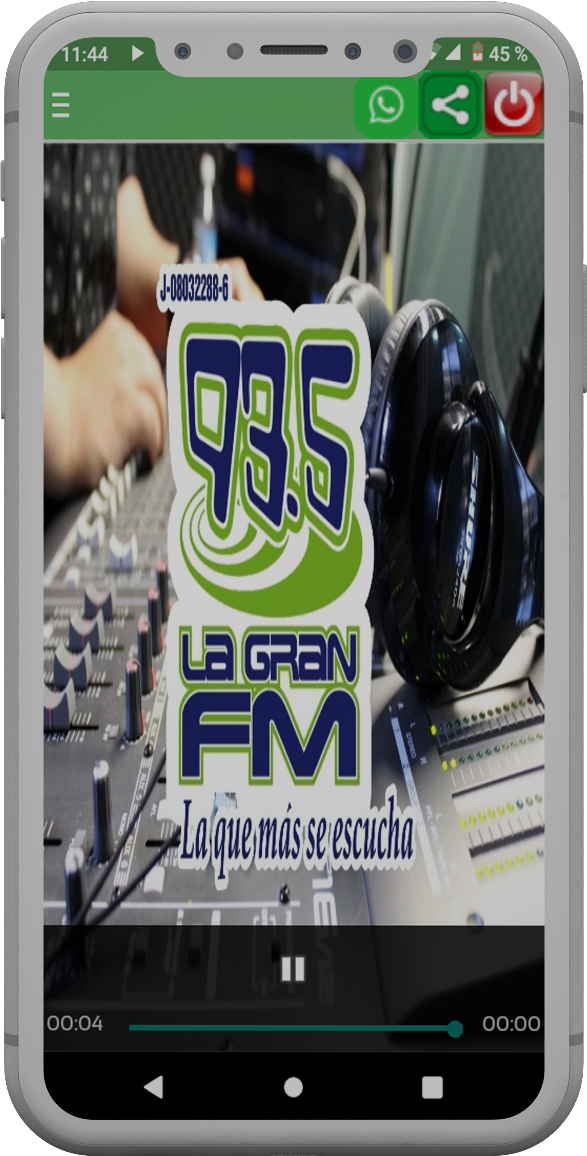 11:44
45 %
J-08032288-6
93.5
SHURE
La Gran
FM
La que más se escucha
00:04
00:00